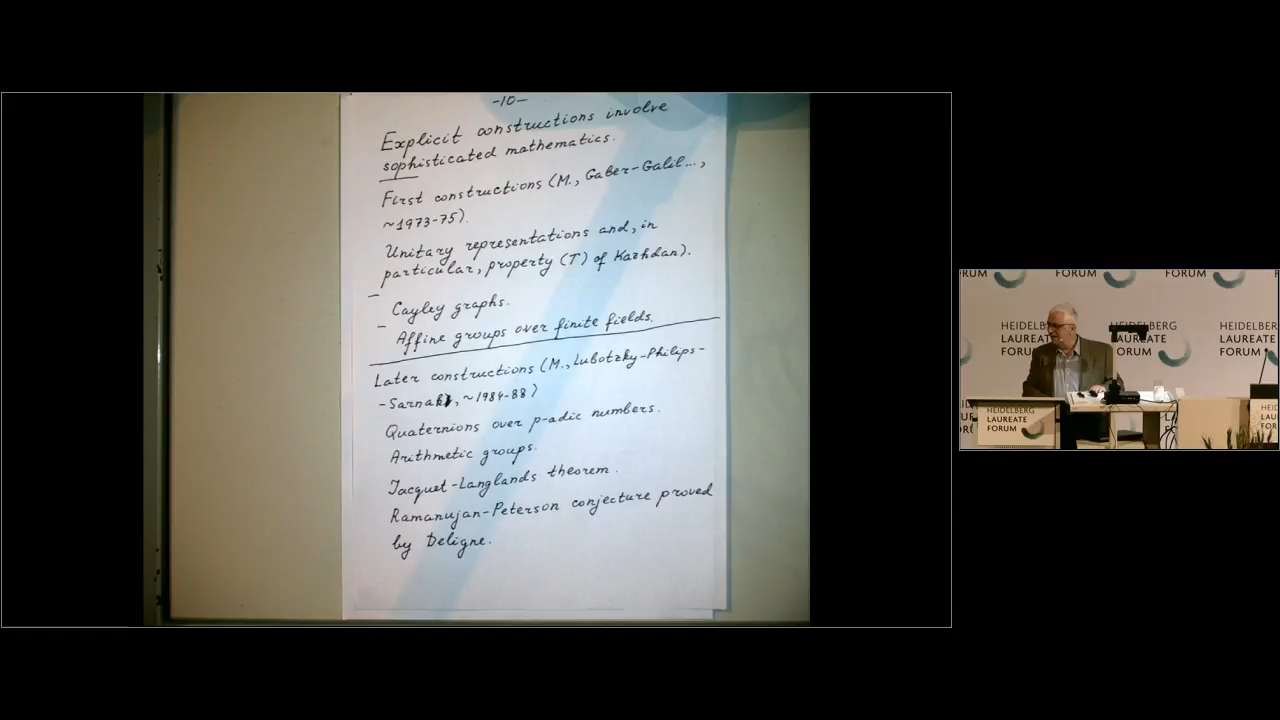 -10-
Explicit constructions involve
sophisticated mathematics.
First constructions (M., Gaber-Galil...,
~1973-75).
Unitary representations and, in
particular, property (T) of Kazhdan).
- Cayley graphs.
- Affine groups over finite fields.
Later constructions (M., Lubotzky-Philips-
-Sarnak, ~1984-88)
Quaternions over p-adic numbers.
Arithmetic groups.
Jacquet-Langlands theorem.
Ramanujan-Peterson conjecture proved
by Deligne.
FORUM FORUM
HEIDELBERG
LAUREATE
FORUM
HEIDELBERG
LAUREATE
FORUM
HEIDELBERG
LAUREATE
FORUM